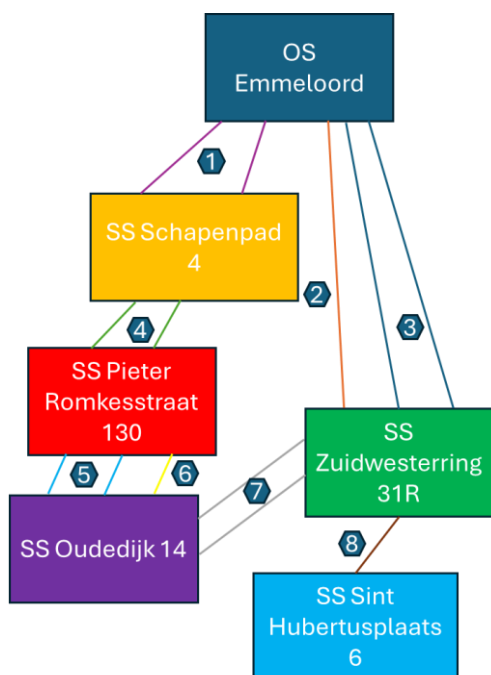 OS
Emmeloord
1
SS Schapenpad
4
2
3
4
SS Pieter
Romkesstraat
130
SS
Zuidwesterring
31R
5
6
7
SS Oudedijk 14
8
SS Sint
Hubertusplaats
6